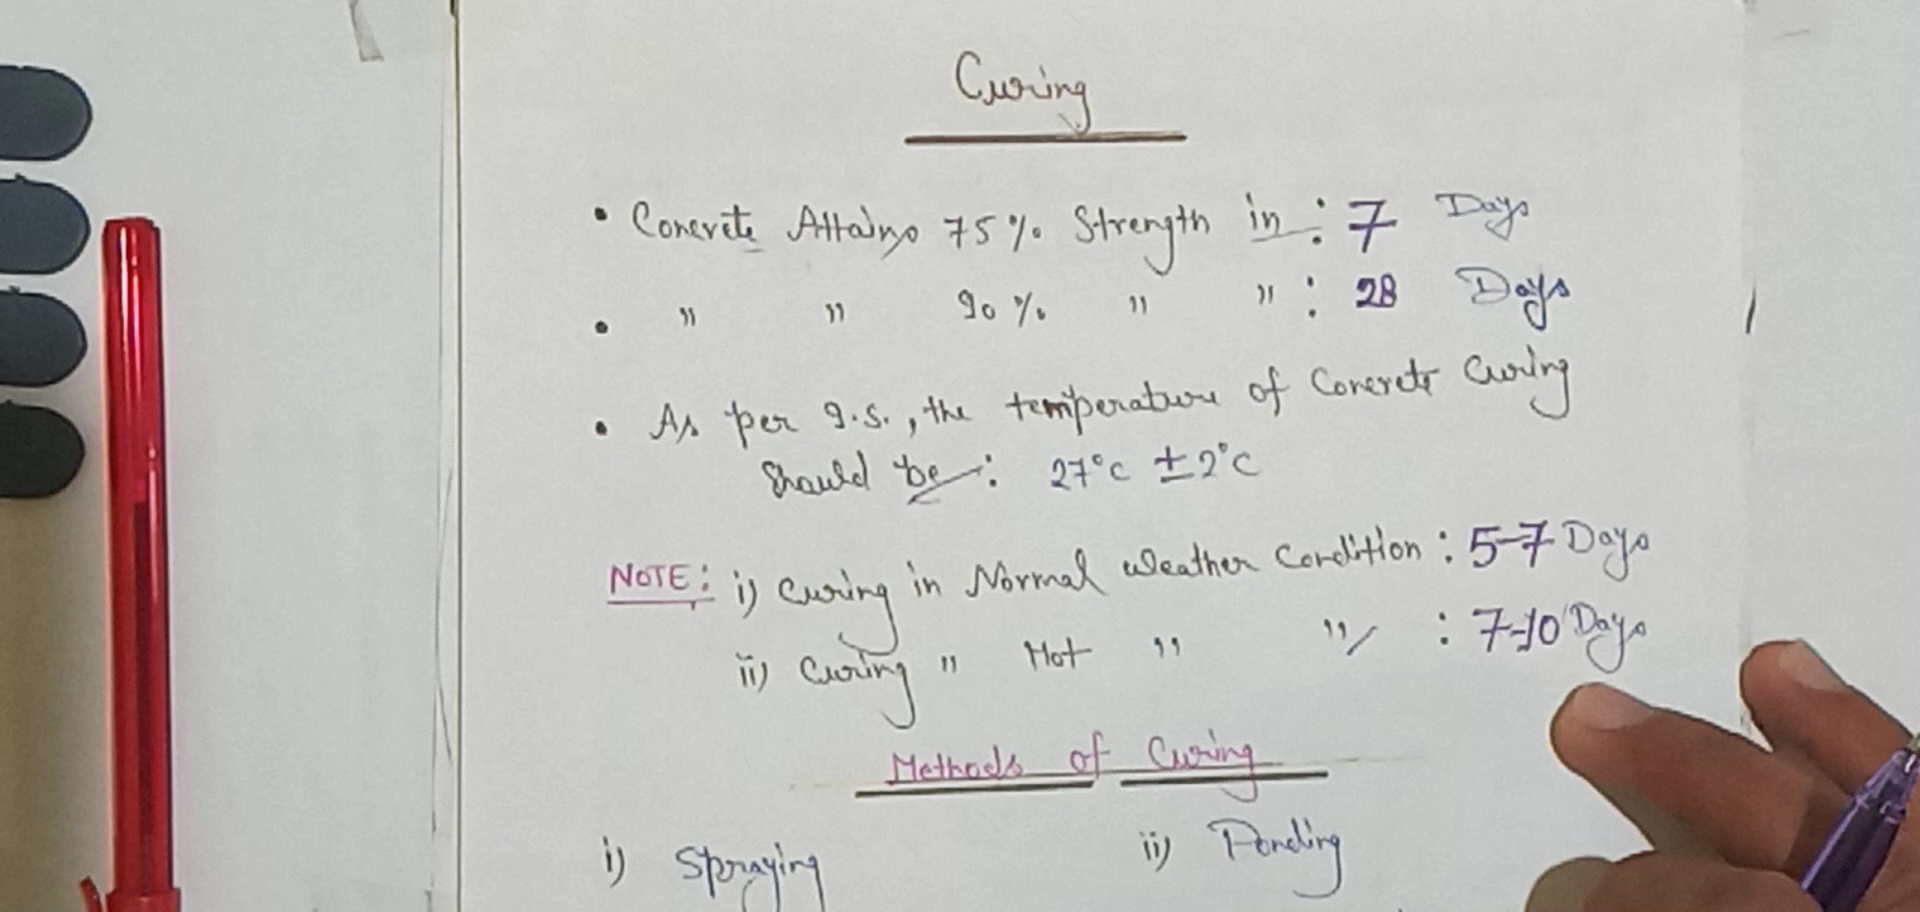 Curing
• Concrete Attains 75% Strength in : 7 Days
• " " 90% " " : 28 Days
• As per I.S., the temperature of Concrete Curing
Should be : 27°C ±2°C
NOTE: i) Curing in Normal weather Condition : 5-7 Days
ii) Curing " Hot " " : 7-10 Days
Methods of Curing
i) Spraying ii) Ponding